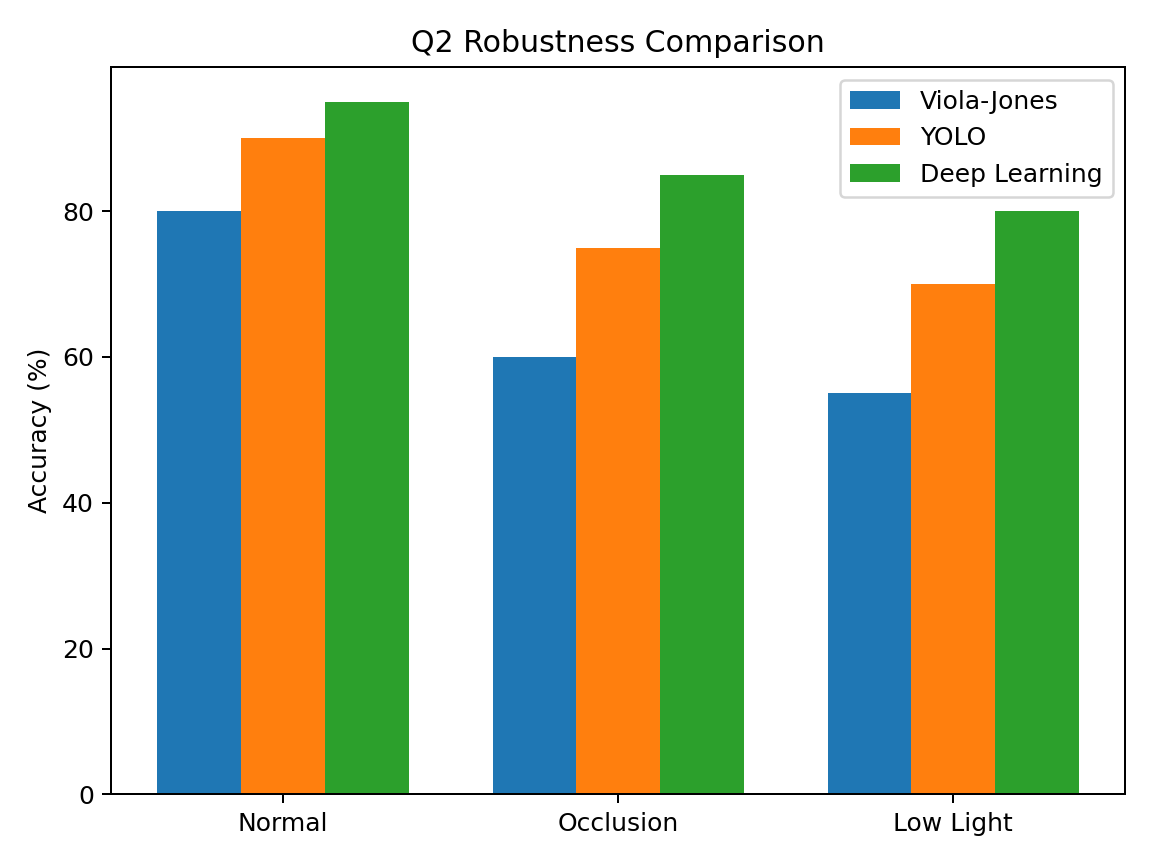 Q2 Robustness Comparison
Viola-Jones
YOLO
Deep Learning
Accuracy (%)
80
60
40
20
0
Normal
Occlusion
Low Light